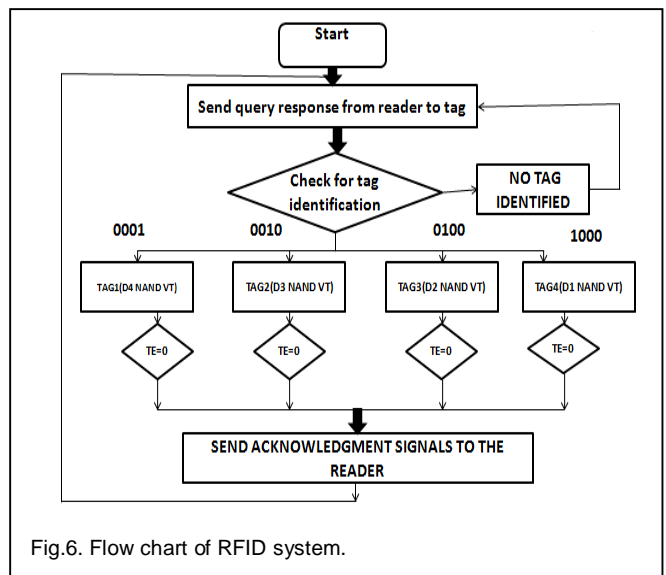 Start
Send query response from reader to tag
Check for tag
identification
NO TAG
IDENTIFIED
0001
0010
0100
1000
TAG1(D4 NAND VT)
TAG2(D3 NAND VT)
TAG3(D2 NAND VT)
TAG4(D1 NAND VT)
TE=0
TE=0
TE=0
TE=0
SEND ACKNOWLEDGMENT SIGNALS TO THE
READER
Fig.6. Flow chart of RFID system.